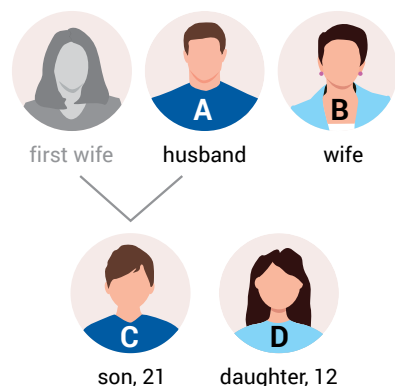 A
B
first wife
husband
wife
C
D
son, 21
daughter, 12